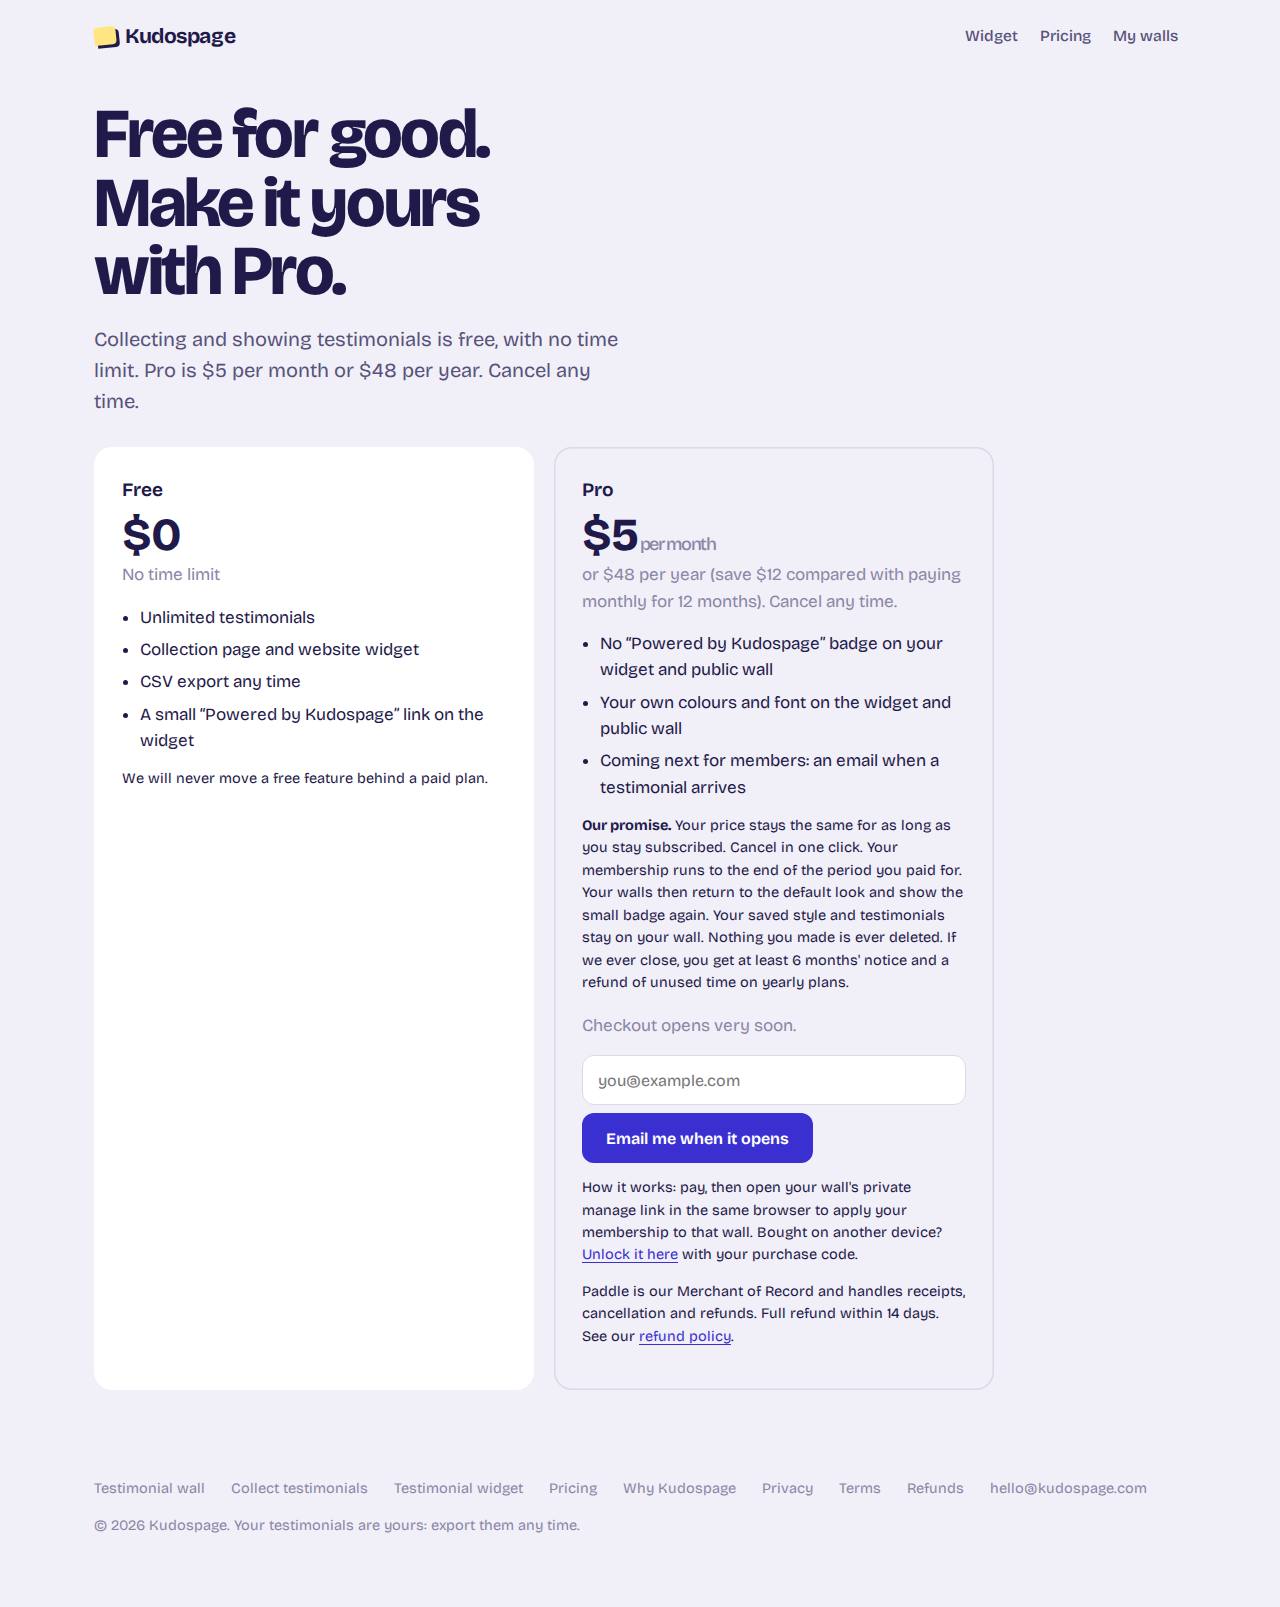 Kudospage
Widget Pricing My walls
Free for good.
Make it yours
with Pro.
Collecting and showing testimonials is free, with no time
limit. Pro is $5 per month or $48 per year. Cancel any
time.
Free
$0
No time limit
Unlimited testimonials
Collection page and website widget
CSV export any time
A small “Powered by Kudospage” link on the
widget
We will never move a free feature behind a paid plan.
Pro
$5 per month
or $48 per year (save $12 compared with paying
monthly for 12 months). Cancel any time.
No “Powered by Kudospage” badge on your
widget and public wall
Your own colours and font on the widget and
public wall
Coming next for members: an email when a
testimonial arrives
Our promise. Your price stays the same for as long as
you stay subscribed. Cancel in one click. Your
membership runs to the end of the period you paid for.
Your walls then return to the default look and show the
small badge again. Your saved style and testimonials
stay on your wall. Nothing you made is ever deleted. If
we ever close, you get at least 6 months' notice and a
refund of unused time on yearly plans.
Checkout opens very soon.
you@example.com
Email me when it opens
How it works: pay, then open your wall's private
manage link in the same browser to apply your
membership to that wall. Bought on another device?
Unlock it here with your purchase code.
Paddle is our Merchant of Record and handles receipts,
cancellation and refunds. Full refund within 14 days.
See our refund policy.
Testimonial wall Collect testimonials Testimonial widget Pricing Why Kudospage Privacy Terms Refunds hello@kudospage.com
© 2026 Kudospage. Your testimonials are yours: export them any time.